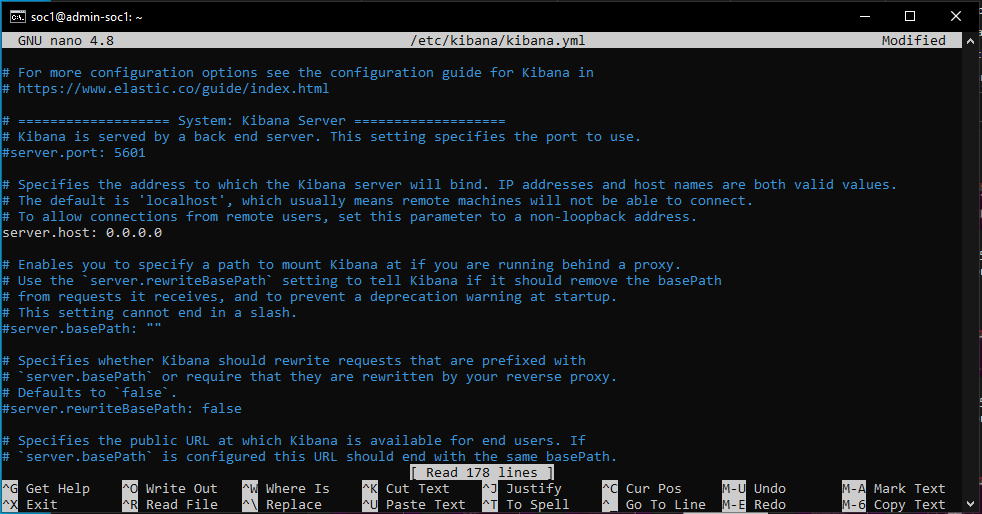 soc1@admin-soc1: ~
GNU nano 4.8 /etc/kibana/kibana.yml Modified
# For more configuration options see the configuration guide for Kibana in
# https://www.elastic.co/guide/index.html
# =================== System: Kibana Server ===================
# Kibana is served by a back end server. This setting specifies the port to use.
#server.port: 5601
# Specifies the address to which the Kibana server will bind. IP addresses and host names are both valid values.
# The default is 'localhost', which usually means remote machines will not be able to connect.
# To allow connections from remote users, set this parameter to a non-loopback address.
server.host: 0.0.0.0
# Enables you to specify a path to mount Kibana at if you are running behind a proxy.
# Use the `server.rewriteBasePath` setting to tell Kibana if it should remove the basePath
# from requests it receives, and to prevent a deprecation warning at startup.
# This setting cannot end in a slash.
#server.basePath: ""
# Specifies whether Kibana should rewrite requests that are prefixed with
# `server.basePath` or require that they are rewritten by your reverse proxy.
# Defaults to `false`.
#server.rewriteBasePath: false
# Specifies the public URL at which Kibana is available for end users. If
# `server.basePath` is configured this URL should end with the same basePath.
[ Read 178 lines ]
^G Get Help ^O Write Out ^W Where Is ^K Cut Text ^J Justify ^C Cur Pos M-U Undo M-A Mark Text
^X Exit ^R Read File ^\ Replace ^U Paste Text ^T To Spell ^_ Go To Line M-E Redo M-6 Copy Text